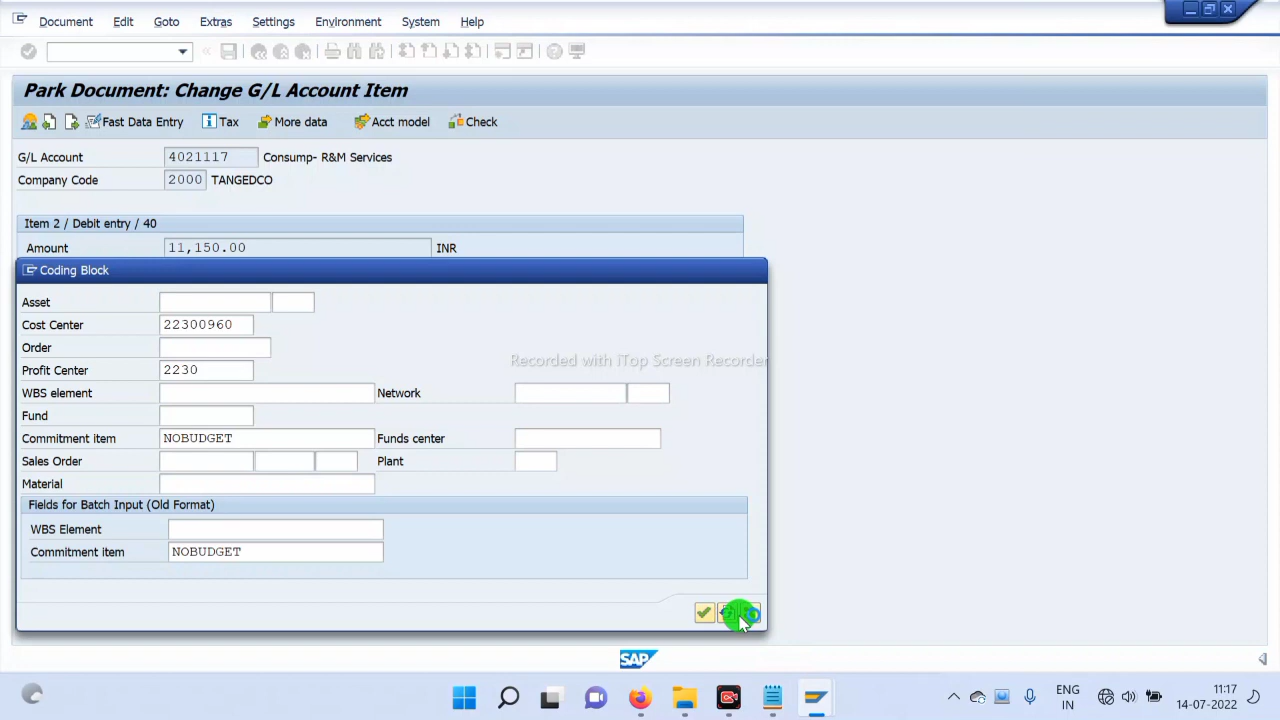 Document Edit Goto Extras Settings Environment System Help
Park Document: Change G/L Account Item
Fast Data Entry Tax More data Acct model Check
G/L Account 4021117 Consump- R&M Services
Company Code 2000 TANGEDCO
Item 2 / Debit entry / 40
Amount 11,150.00 INR
Coding Block
Asset
Cost Center 22300960
Order
Recorded with iTop Screen Recorder
Profit Center 2230
WBS element Network
Fund
Commitment item NOBUDGET Funds center
Sales Order Plant
Material
Fields for Batch Input (Old Format)
WBS Element
Commitment item NOBUDGET
SAP
ENG 11:17
IN 14-07-2022